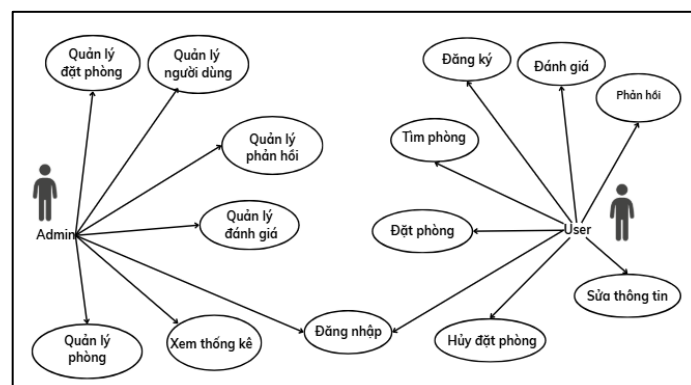 Quản lý
đặt phòng
Quản lý
người dùng
Đăng ký
Đánh giá
Phản hồi
Quản lý
phản hồi
Tìm phòng
Admin
Quản lý
đánh giá
Đặt phòng
User
Sửa thông tin
Quản lý
phòng
Xem thống kê
Đăng nhập
Hủy đặt phòng